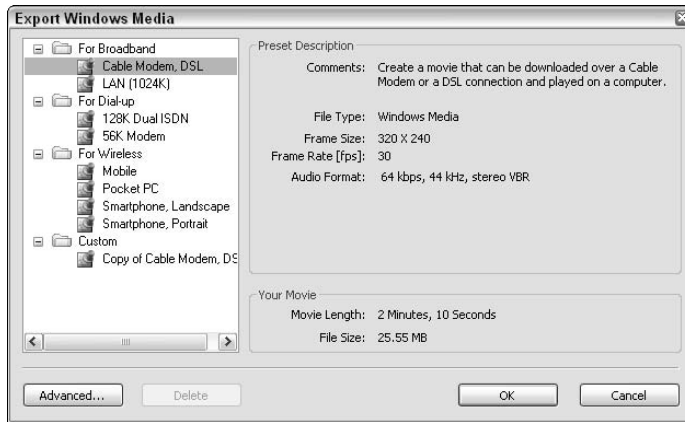 Export Windows Media
For Broadband
Cable Modem, DSL
LAN (1024K)
For Dial-up
128K Dual ISDN
56K Modem
For Wireless
Mobile
Pocket PC
Smartphone, Landscape
Smartphone, Portrait
Custom
Copy of Cable Modem, DS
Preset Description
Comments: Create a movie that can be downloaded over a Cable
Modem or a DSL connection and played on a computer.
File Type: Windows Media
Frame Size: 320 X 240
Frame Rate [fps]: 30
Audio Format: 64 kbps, 44 kHz, stereo VBR
Your Movie
Movie Length: 2 Minutes, 10 Seconds
File Size: 25.55 MB
Advanced... Delete OK Cancel